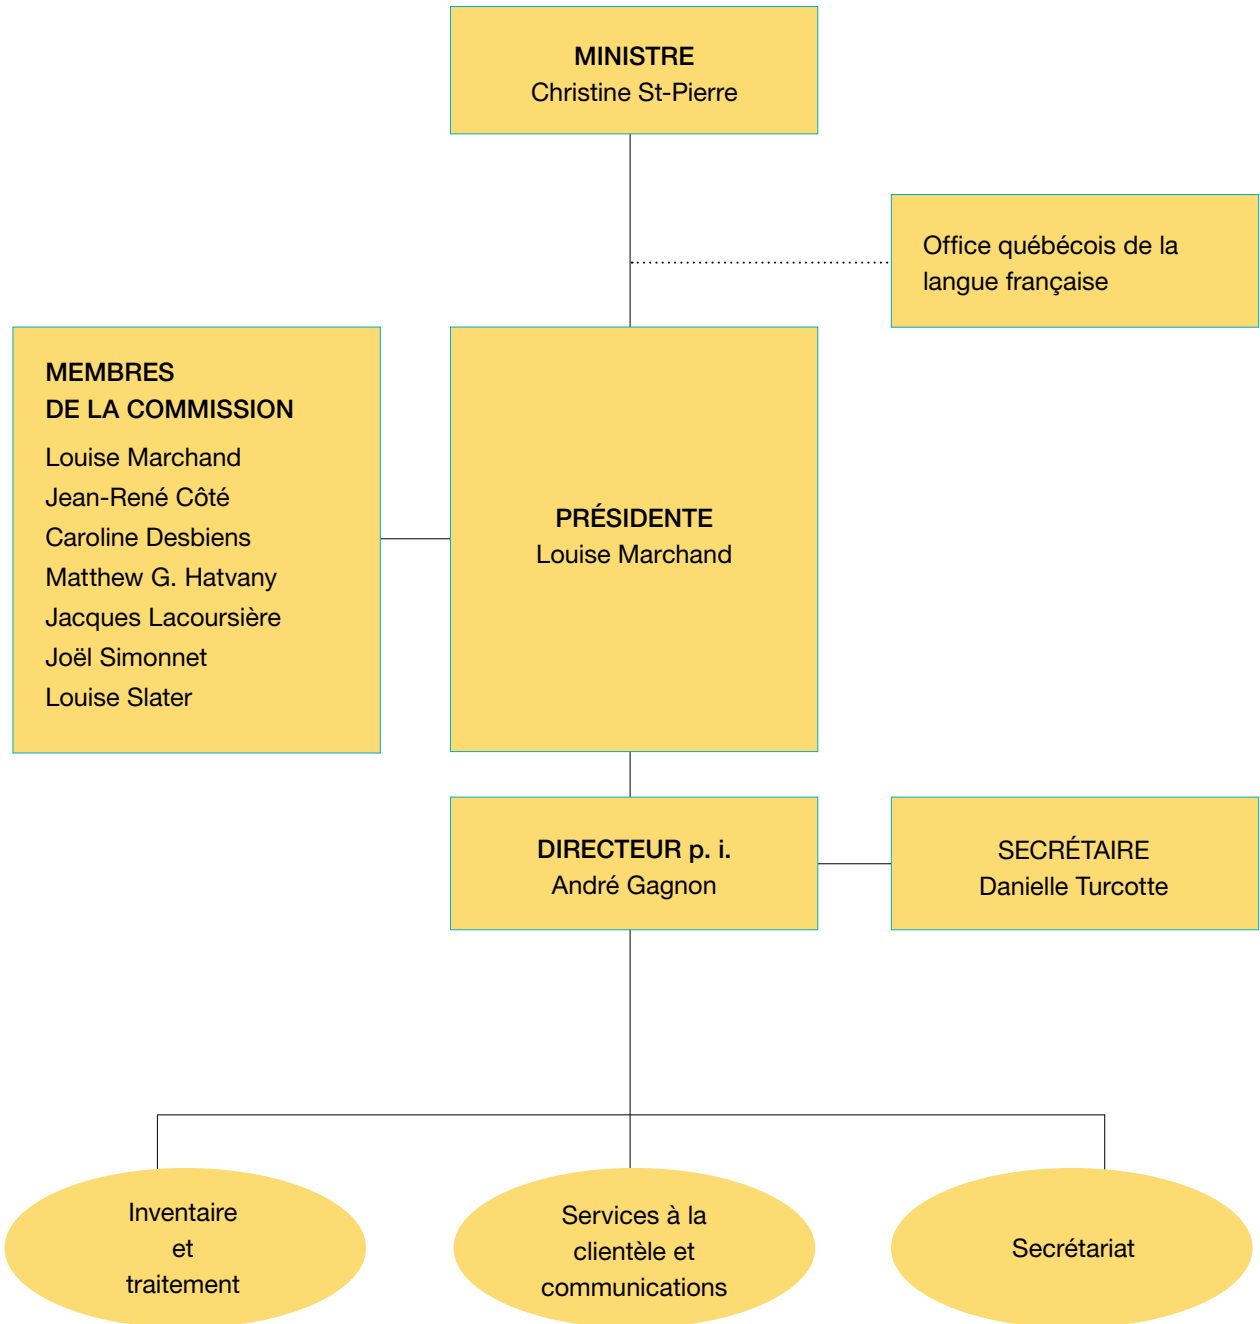 MINISTRE
Christine St-Pierre
Office québécois de la
langue française
MEMBRES
DE LA COMMISSION
Louise Marchand
Jean-René Côté
Caroline Desbiens
Matthew G. Hatvany
Jacques Lacoursière
Joël Simonnet
Louise Slater
PRÉSIDENTE
Louise Marchand
DIRECTEUR p. i.
André Gagnon
SECRÉTAIRE
Danielle Turcotte
Inventaire
et
traitement
Services à la
clientèle et
communications
Secrétariat